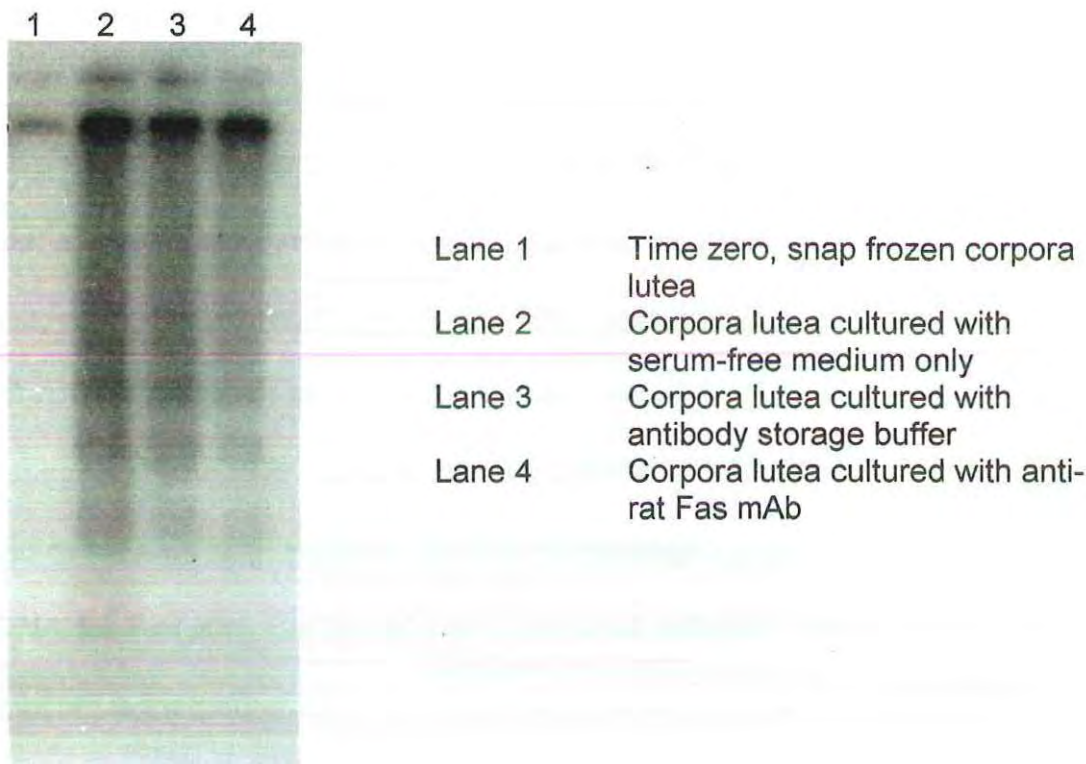 1 2 3 4
Lane 1 Time zero, snap frozen corpora
lutea
Lane 2 Corpora lutea cultured with
serum-free medium only
Lane 3 Corpora lutea cultured with
antibody storage buffer
Lane 4 Corpora lutea cultured with anti-
rat Fas mAb